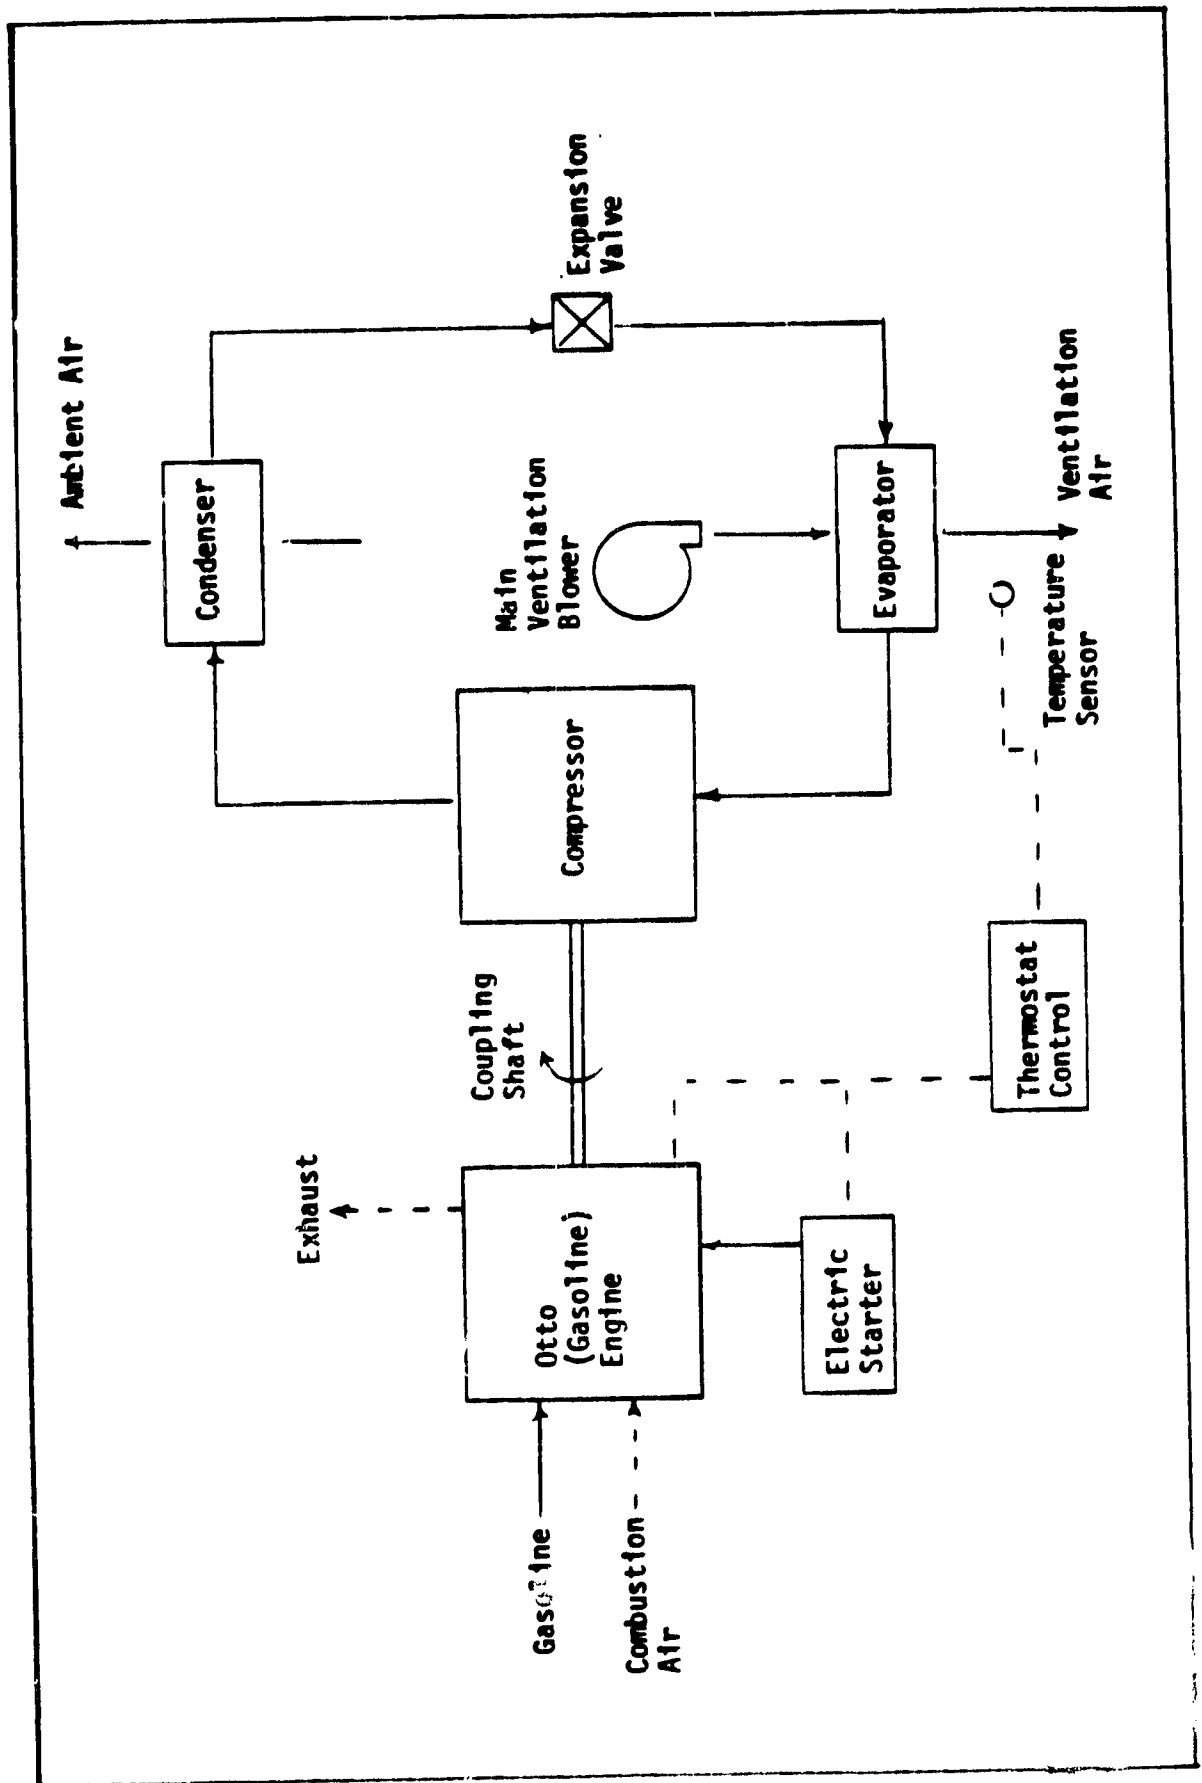 Ambient Air
Condenser
Expansion
Valve
Main
Ventilation
Blower
Evaporator
Ventilation
Air
Temperature
Sensor
Compressor
Coupling
Shaft
Thermostat
Control
Exhaust
Otto
(Gasoline)
Engine
Electric
Starter
Gasoline
Combustion
Air